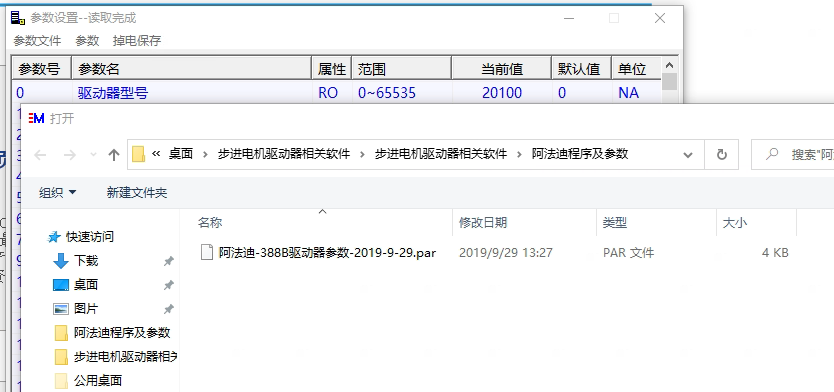 参数设置--读取完成
参数文件 参数 掉电保存
参数号 参数名 属性 范围 当前值 默认值 单位
0 驱动器型号 RO 0~65535 20100 0 NA
打开
« 桌面 › 步进电机驱动器相关软件 › 步进电机驱动器相关软件 › 阿法迪程序及参数
搜索"阿
组织 新建文件夹
名称 修改日期 类型 大小
快速访问
阿法迪-388B驱动器参数-2019-9-29.par 2019/9/29 13:27 PAR 文件 4 KB
下载
桌面
图片
阿法迪程序及参数
步进电机驱动器相关
公用桌面